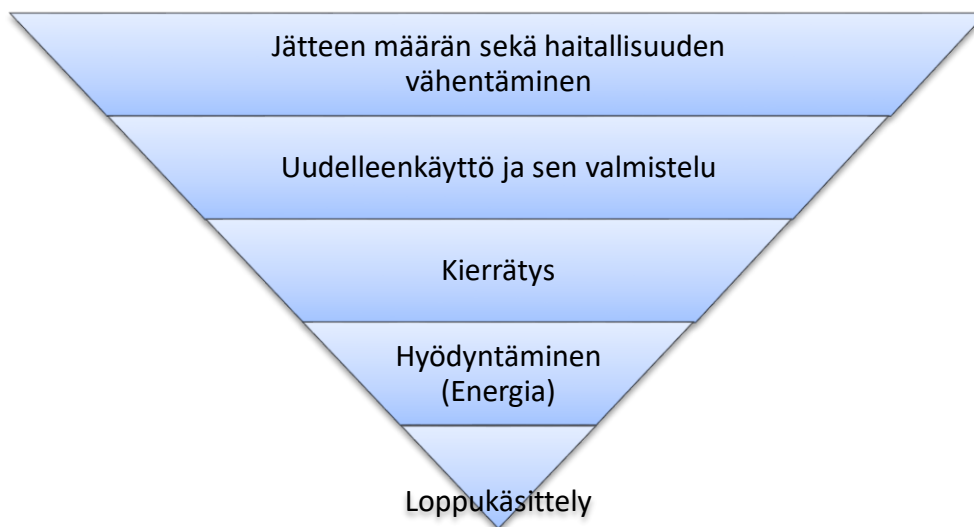 Jätteen määrän sekä haitallisuuden
vähentäminen
Uudelleenkäyttö ja sen valmistelu
Kierrätys
Hyödyntäminen
(Energia)
Loppukäsittely